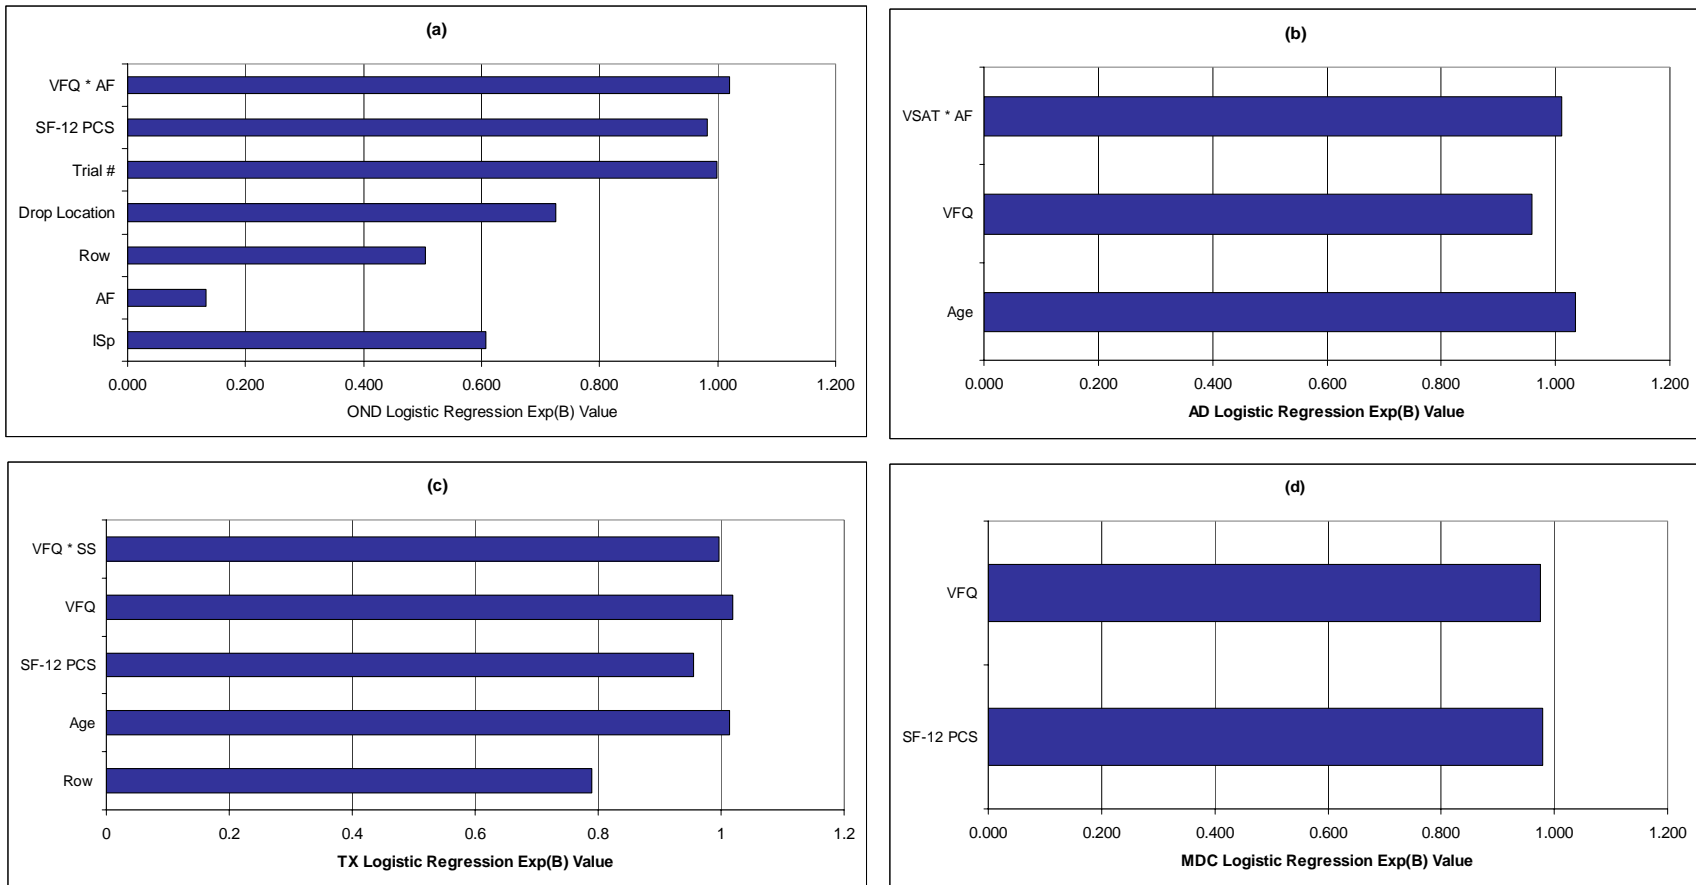 (a)
VFQ * AF
SF-12 PCS
Trial #
Drop Location
Row
AF
ISp
0.000 0.200 0.400 0.600 0.800 1.000 1.200
OND Logistic Regression Exp(B) Value
(b)
VSAT * AF
VFQ
Age
0.000 0.200 0.400 0.600 0.800 1.000 1.200
AD Logistic Regression Exp(B) Value
(c)
VFQ * SS
VFQ
SF-12 PCS
Age
Row
0 0.2 0.4 0.6 0.8 1 1.2
TX Logistic Regression Exp(B) Value
(d)
VFQ
SF-12 PCS
0.000 0.200 0.400 0.600 0.800 1.000 1.200
MDC Logistic Regression Exp(B) Value